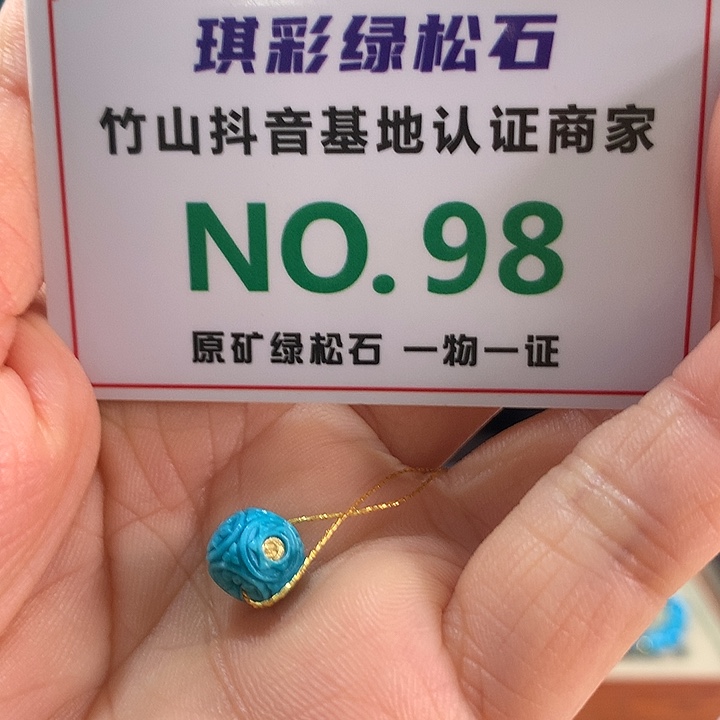 琪彩绿松石
竹山抖音基地认证商家
NO.98
原矿绿松石 一物一证